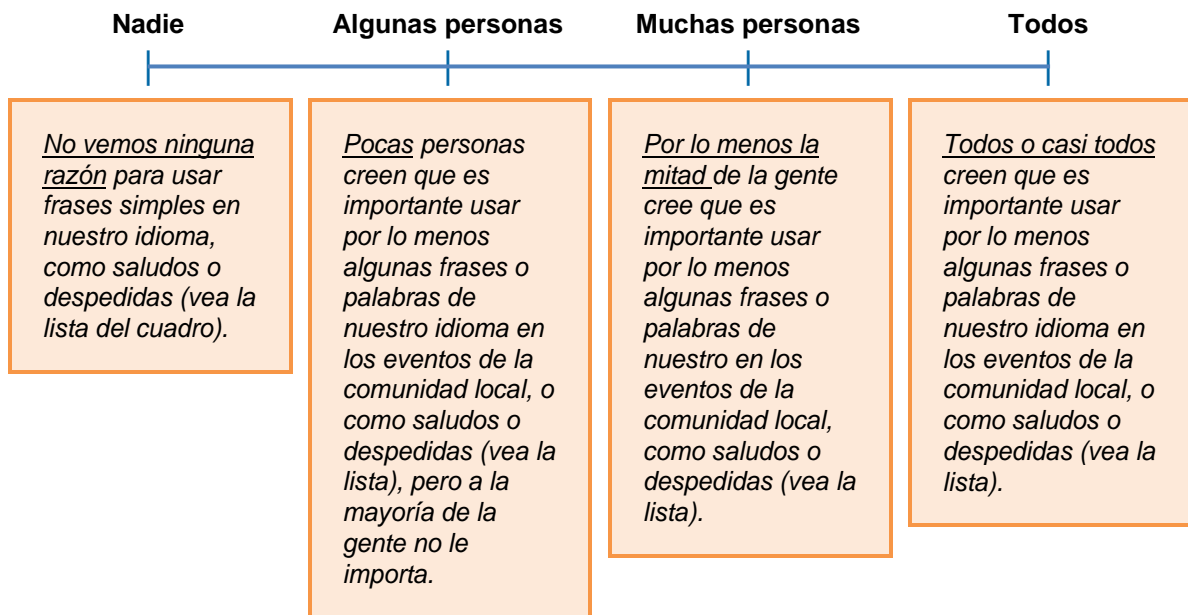 Nadie
Algunas personas
Muchas personas
Todos
No vemos ninguna
razón para usar
frases simples en
nuestro idioma,
como saludos o
despedidas (vea la
lista del cuadro).
Pocas personas
creen que es
importante usar
por lo menos
algunas frases o
palabras de
nuestro idioma en
los eventos de la
comunidad local, o
como saludos o
despedidas (vea la
lista), pero a la
mayoría de la
gente no le
importa.
Por lo menos la
mitad de la gente
cree que es
importante usar
por lo menos
algunas frases o
palabras de
nuestro en los
eventos de la
comunidad local,
como saludos o
despedidas (vea la
lista).
Todos o casi todos
creen que es
importante usar
por lo menos
algunas frases o
palabras de
nuestro idioma en
los eventos de la
comunidad local, o
como saludos o
despedidas (vea la
lista).